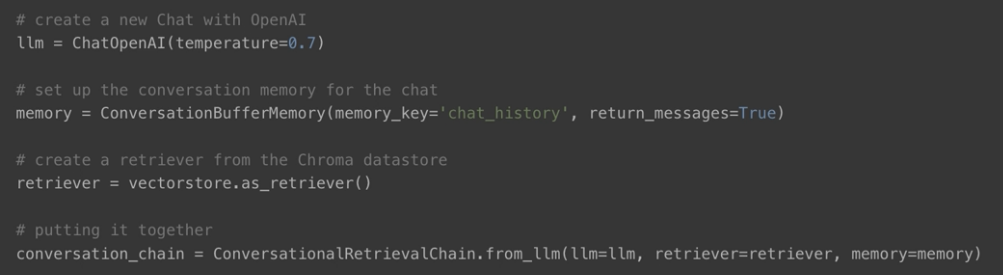 # create a new Chat with OpenAI
llm = ChatOpenAI(temperature=0.7)
# set up the conversation memory for the chat
memory = ConversationBufferMemory(memory_key='chat_history', return_messages=True)
# create a retriever from the Chroma datastore
retriever = vectorstore.as_retriever()
# putting it together
conversation_chain = ConversationalRetrievalChain.from_llm(llm=llm, retriever=retriever, memory=memory)